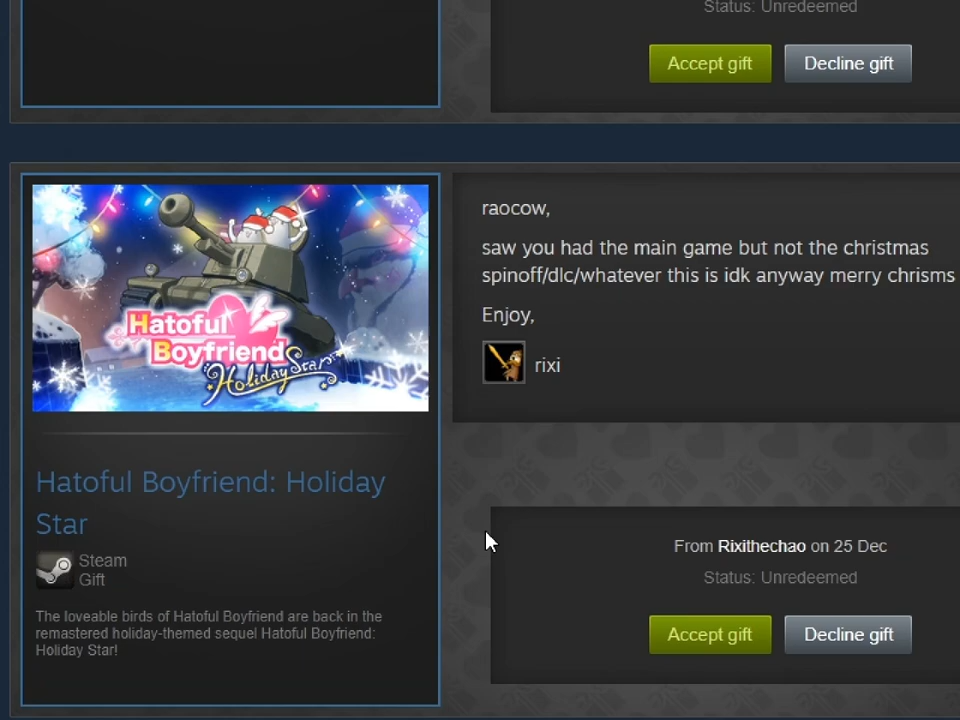 Status: Unredeemed
Accept gift
Decline gift
Hatoful
Boyfriend
Holiday Star
raocow,
saw you had the main game but not the christmas
spinoff/dlc/whatever this is idk anyway merry chrisms
Enjoy,
rixi
Hatoful Boyfriend: Holiday
Star
Steam
Gift
The loveable birds of Hatoful Boyfriend are back in the
remastered holiday-themed sequel Hatoful Boyfriend:
Holiday Star!
From Rixithechao on 25 Dec
Status: Unredeemed
Accept gift
Decline gift